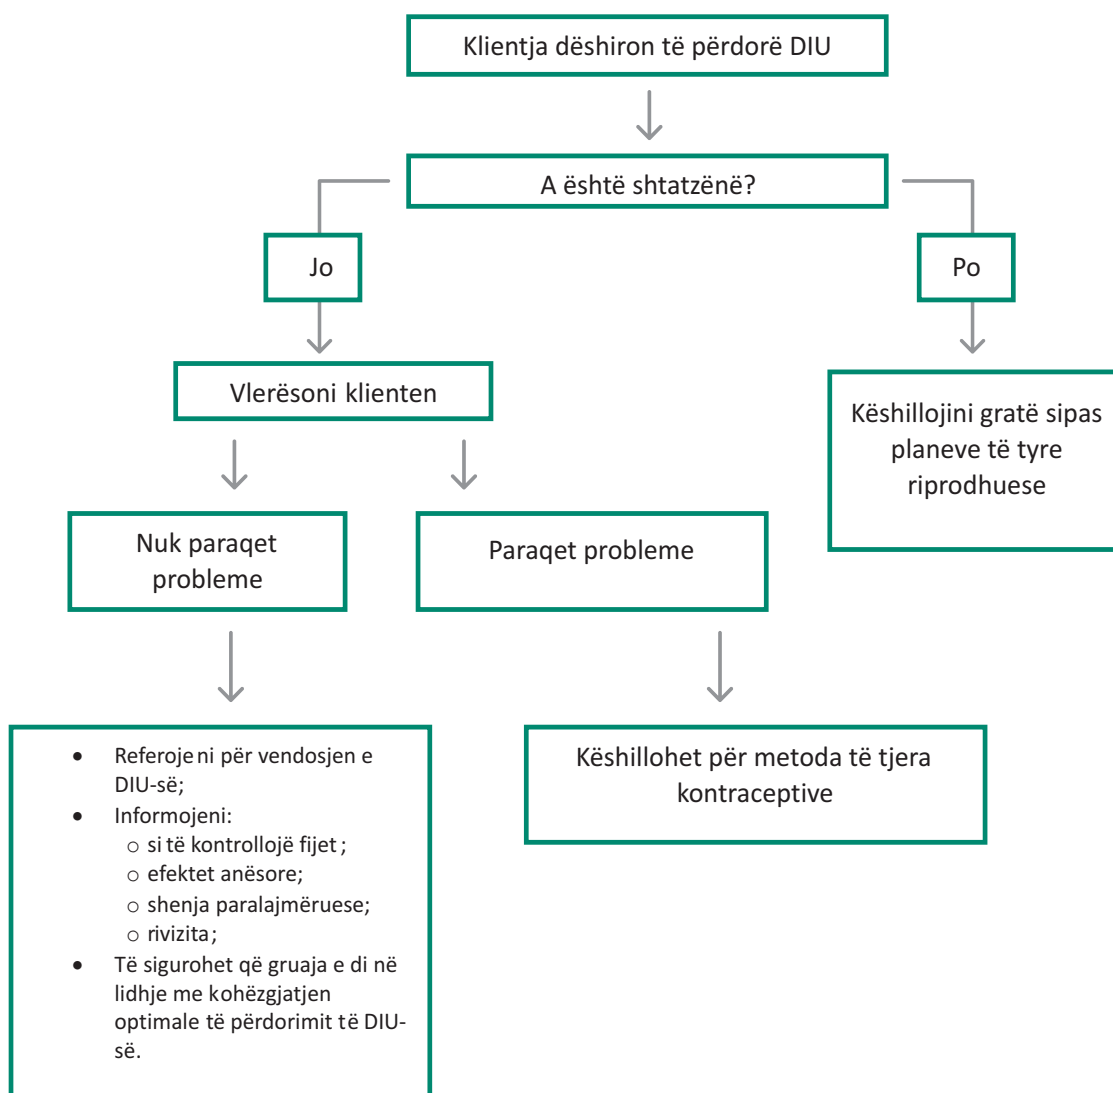 Klientja dëshiron të përdorë DIU
A është shtatzënë?
Jo
Po
Vlerësoni klienten
Këshillojini gratë sipas
planeve të tyre
riprodhuese
Nuk paraqet
probleme
Paraqet probleme
• Referojeni për vendosjen e
DIU-së;
• Informojeni:
o si të kontrollojë fijet;
o efektet anësore;
o shenja paralajmëruese;
o rivizita;
• Të sigurohet që gruaja e di në
lidhje me kohëzgjatjen
optimale të përdorimit të DIU-
së.
Këshillohet për metoda të tjera
kontraceptive